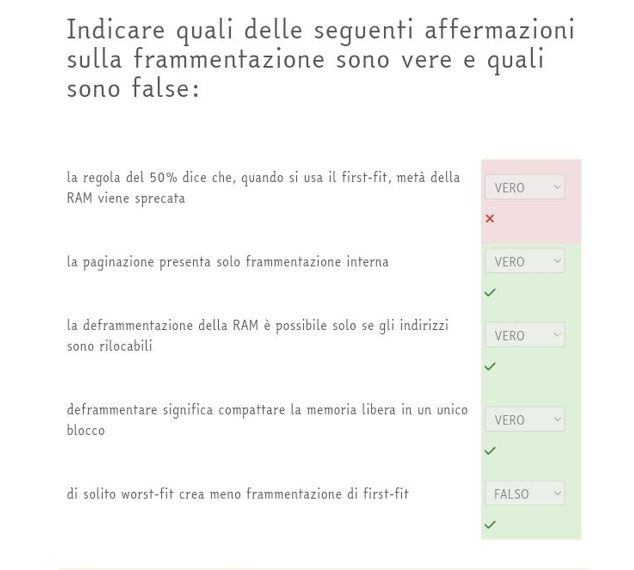 Indicare quali delle seguenti affermazioni
sulla frammentazione sono vere e quali
sono false:
la regola del 50% dice che, quando si usa il first-fit, metà della
RAM viene sprecata
VERO
la paginazione presenta solo frammentazione interna
VERO
la deframmentazione della RAM è possibile solo se gli indirizzi
sono rilocabili
VERO
deframmentare significa compattare la memoria libera in un unico
blocco
VERO
di solito worst-fit crea meno frammentazione di first-fit
FALSO